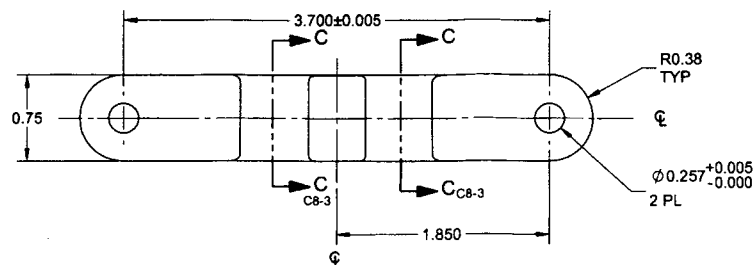 3.700±0.005
C
C
R0.38
TYP
0.75
℄
Ø0.257 +0.005
-0.000
2 PL
C
C8-3
C C8-3
1.850
℄